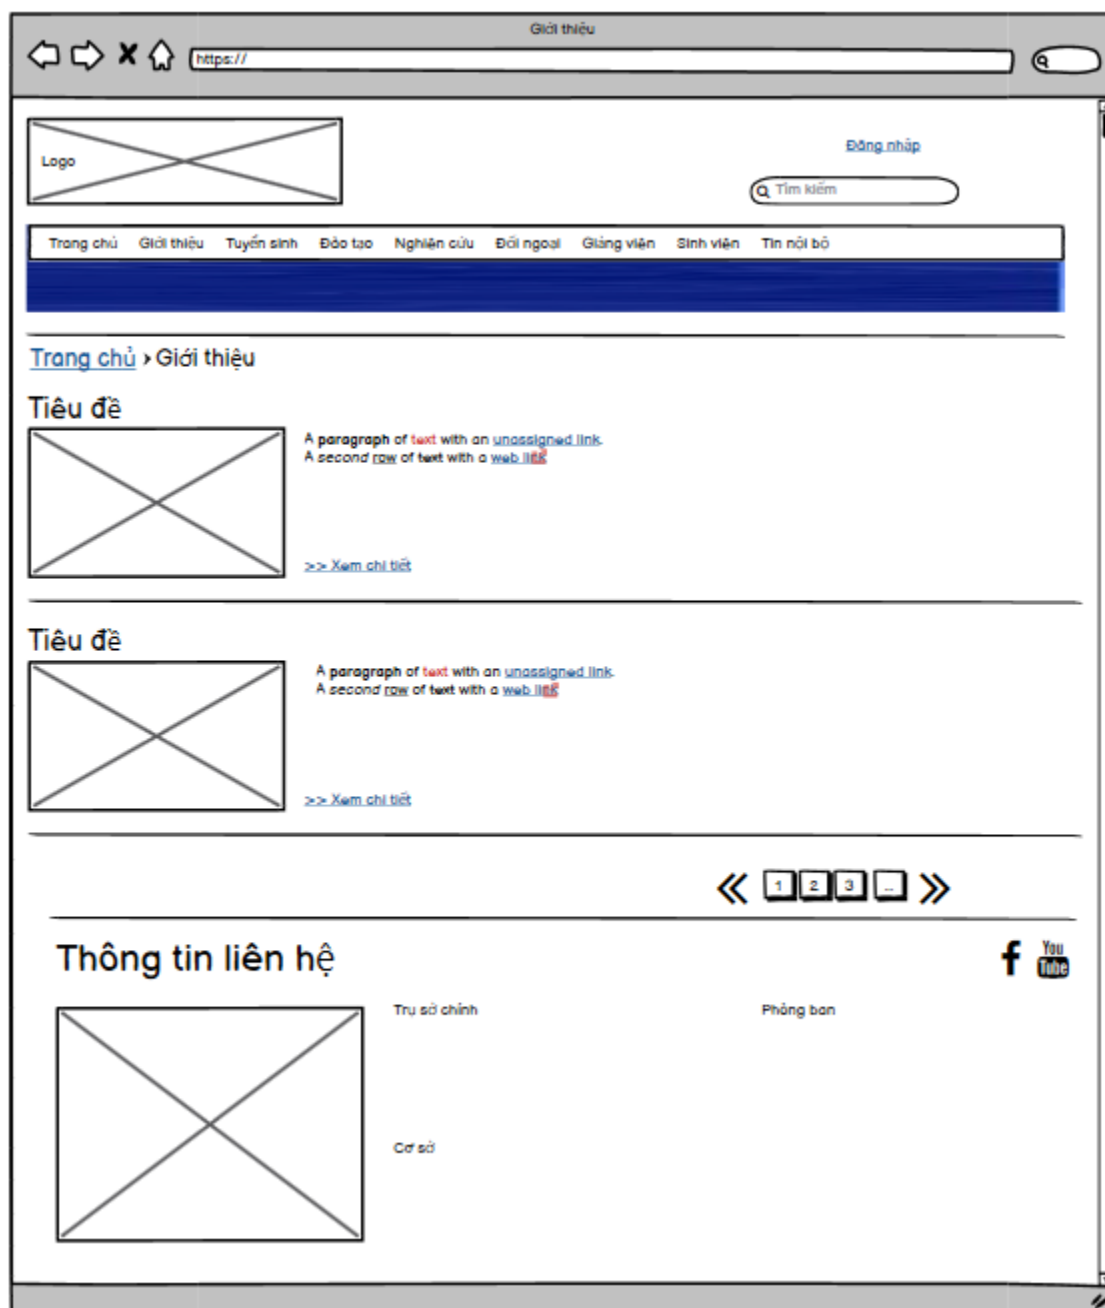 Giới thiệu
https://
Logo
Đăng nhập
Tìm kiếm
Trang chủ Giới thiệu Tuyển sinh Đào tạo Nghiên cứu Đối ngoại Giảng viên Sinh viên Tin nội bộ
Trang chủ › Giới thiệu
Tiêu đề
A paragraph of text with an unassigned link.
A second row of text with a web link
>> Xem chi tiết
Tiêu đề
A paragraph of text with an unassigned link.
A second row of text with a web link
>> Xem chi tiết
1 2 3 ...
Thông tin liên hệ
f You Tube
Trụ sở chính
Phòng ban
Cơ sở